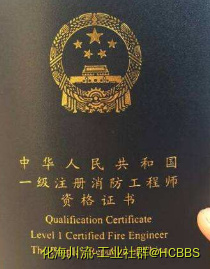 中华人民共和国
一级注册消防工程师
资格证书
Qualification Certificate
Level 1 Certified Fire Engineer
化海川流-工业社群@HCBBS